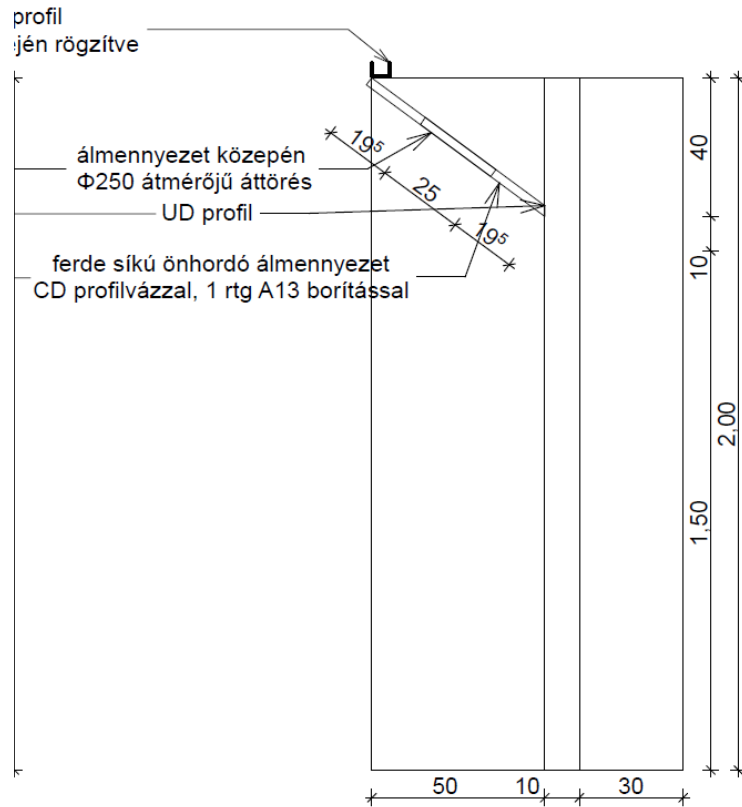 profil
ején rögzítve
álmennyezet közepén
Φ250 átmérőjű áttörés
UD profil
ferde síkú önhordó álmennyezet
CD profilvázzal, 1 rtg A13 borítással
19⁵
25
19⁵
40
10
2,00
1,50
50
10
30